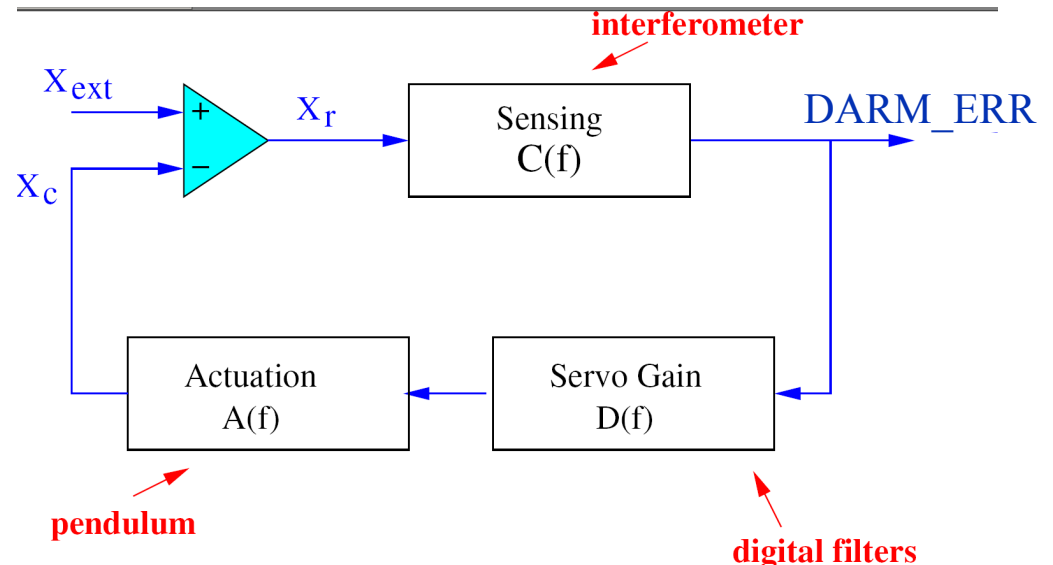 interferometer
Xext
+
Xr
Sensing
C(f)
DARM_ERR
−
Xc
Actuation
A(f)
Servo Gain
D(f)
pendulum
digital filters